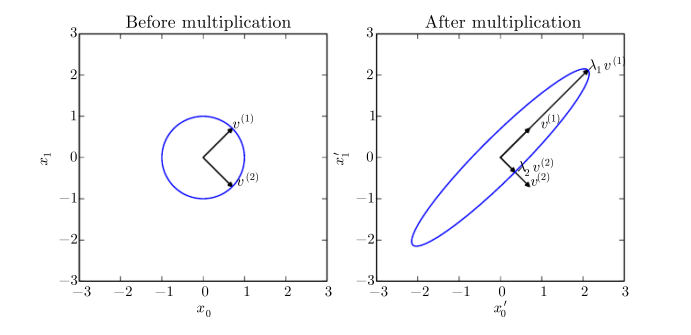 Before multiplication
3
2
1
0
−1
−2
−3
−3
−2
−1
0
1
2
3
x₀
x₁
v⁽¹⁾
v⁽²⁾
After multiplication
3
2
1
0
−1
−2
−3
−3
−2
−1
0
1
2
3
x′₀
x′₁
λ₁ v⁽¹⁾
v⁽¹⁾
λ₂ v⁽²⁾
v⁽²⁾